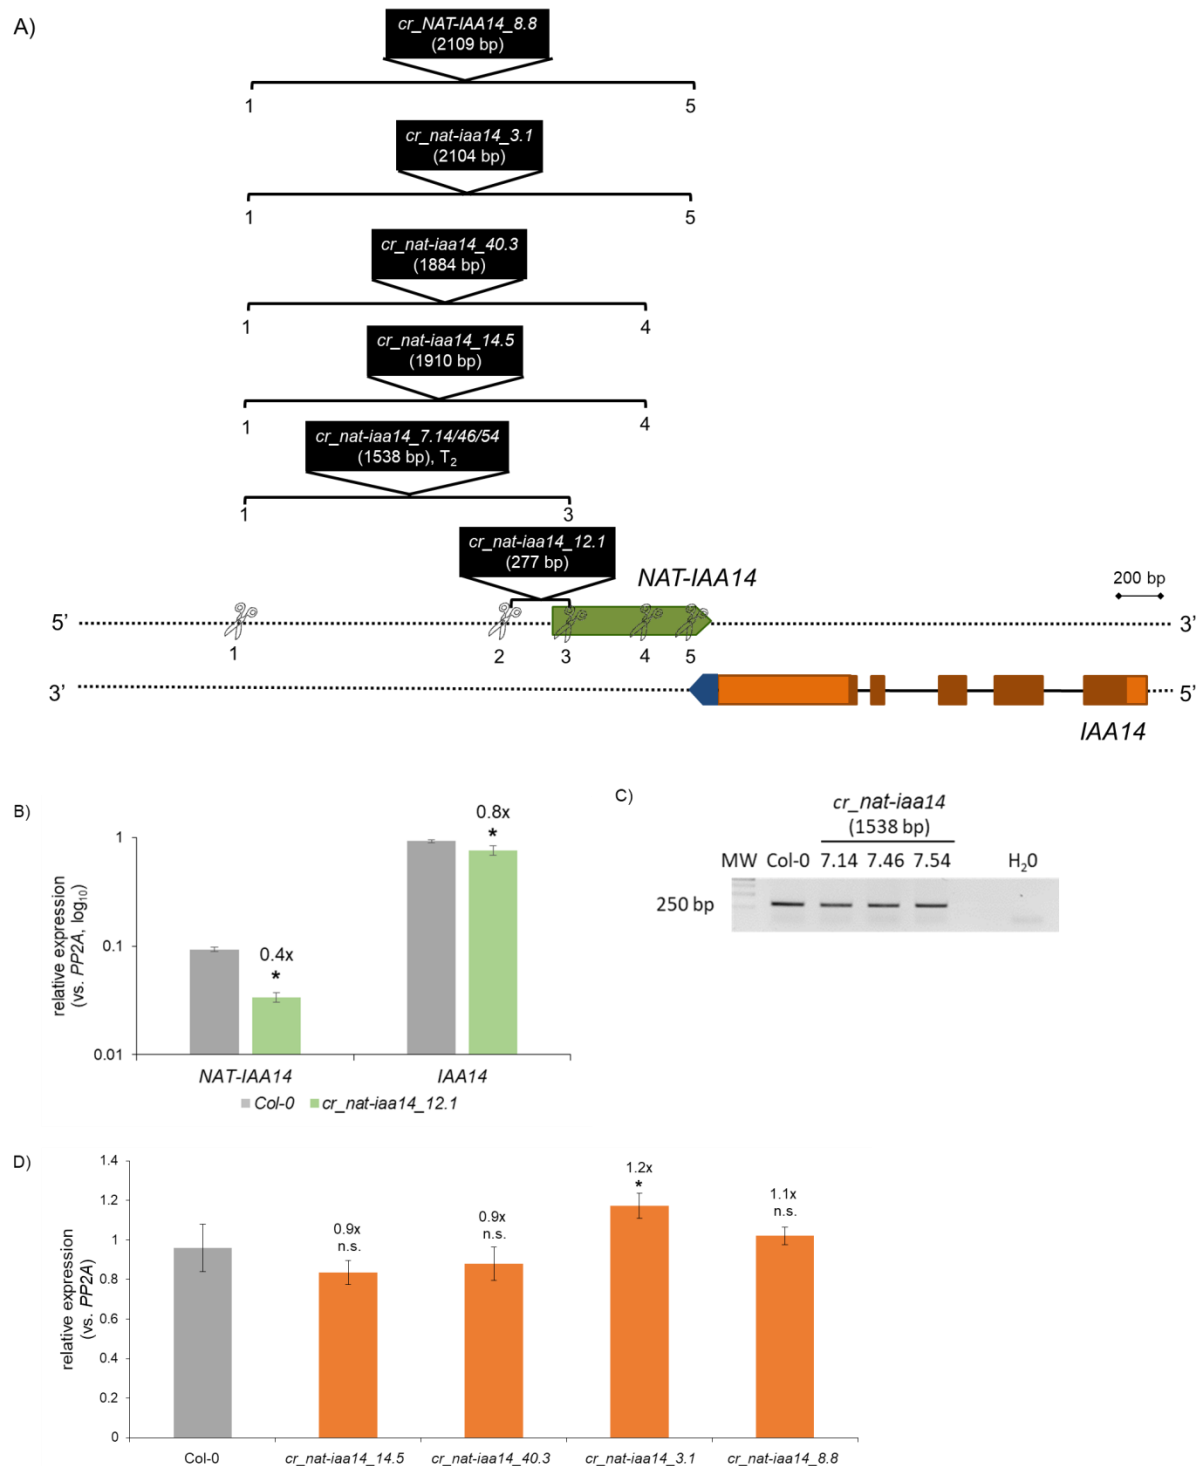 A)
cr_NAT-IAA14_8.8
(2109 bp)
1 5
cr_nat-iaa14_3.1
(2104 bp)
1 5
cr_nat-iaa14_40.3
(1884 bp)
1 4
cr_nat-iaa14_14.5
(1910 bp)
1 4
cr_nat-iaa14_7.14/46/54
(1538 bp), T₂
1 3
cr_nat-iaa14_12.1
(277 bp)
NAT-IAA14
200 bp
5’ 3’
1 2 3 4 5
3’ 5’
IAA14
B)
relative expression
(vs. PP2A, log₁₀)
1
0.1
0.01
0.4x
*
0.8x
*
NAT-IAA14 IAA14
Col-0 cr_nat-iaa14_12.1
C)
cr_nat-iaa14
(1538 bp)
MW Col-0 7.14 7.46 7.54 H₂0
250 bp
D)
relative expression
(vs. PP2A)
1.4
1.2
1
0.8
0.6
0.4
0.2
0
0.9x
n.s.
0.9x
n.s.
1.2x
*
1.1x
n.s.
Col-0 cr_nat-iaa14_14.5 cr_nat-iaa14_40.3 cr_nat-iaa14_3.1 cr_nat-iaa14_8.8